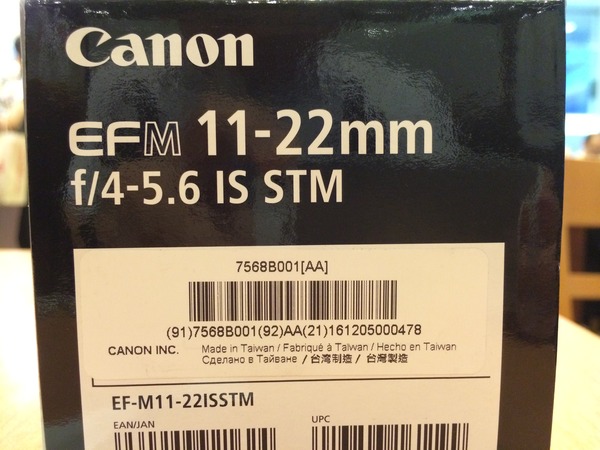 Canon
EFM 11-22mm
f/4-5.6 IS STM
7568B001[AA]
(91)7568B001(92)AA(21)161205000478
CANON INC. Made in Taiwan / Fabriqué à Taïwan / Hecho en Taiwán
Сделано в Тайване / 台湾制造 / 台灣製造
EF-M11-22ISSTM
EAN/JAN UPC